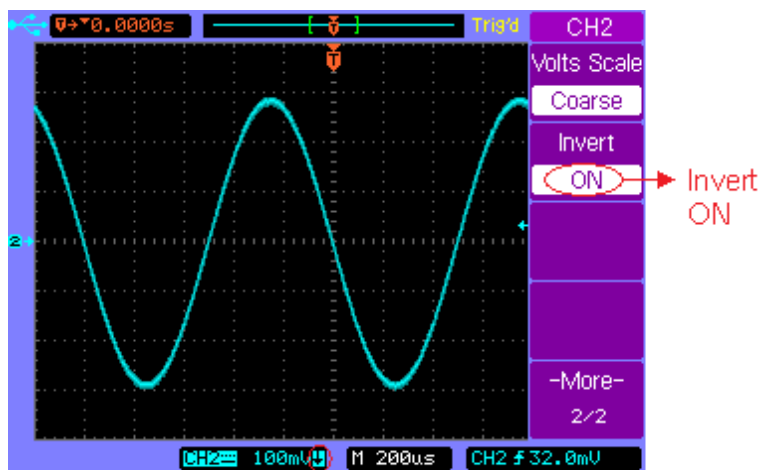 0.0000s
T
Trig'd
CH2
T
Volts Scale
Coarse
Invert
ON
Invert
ON
2
-More-
2/2
CH2 100mV
M 200us
CH2 32.0mV